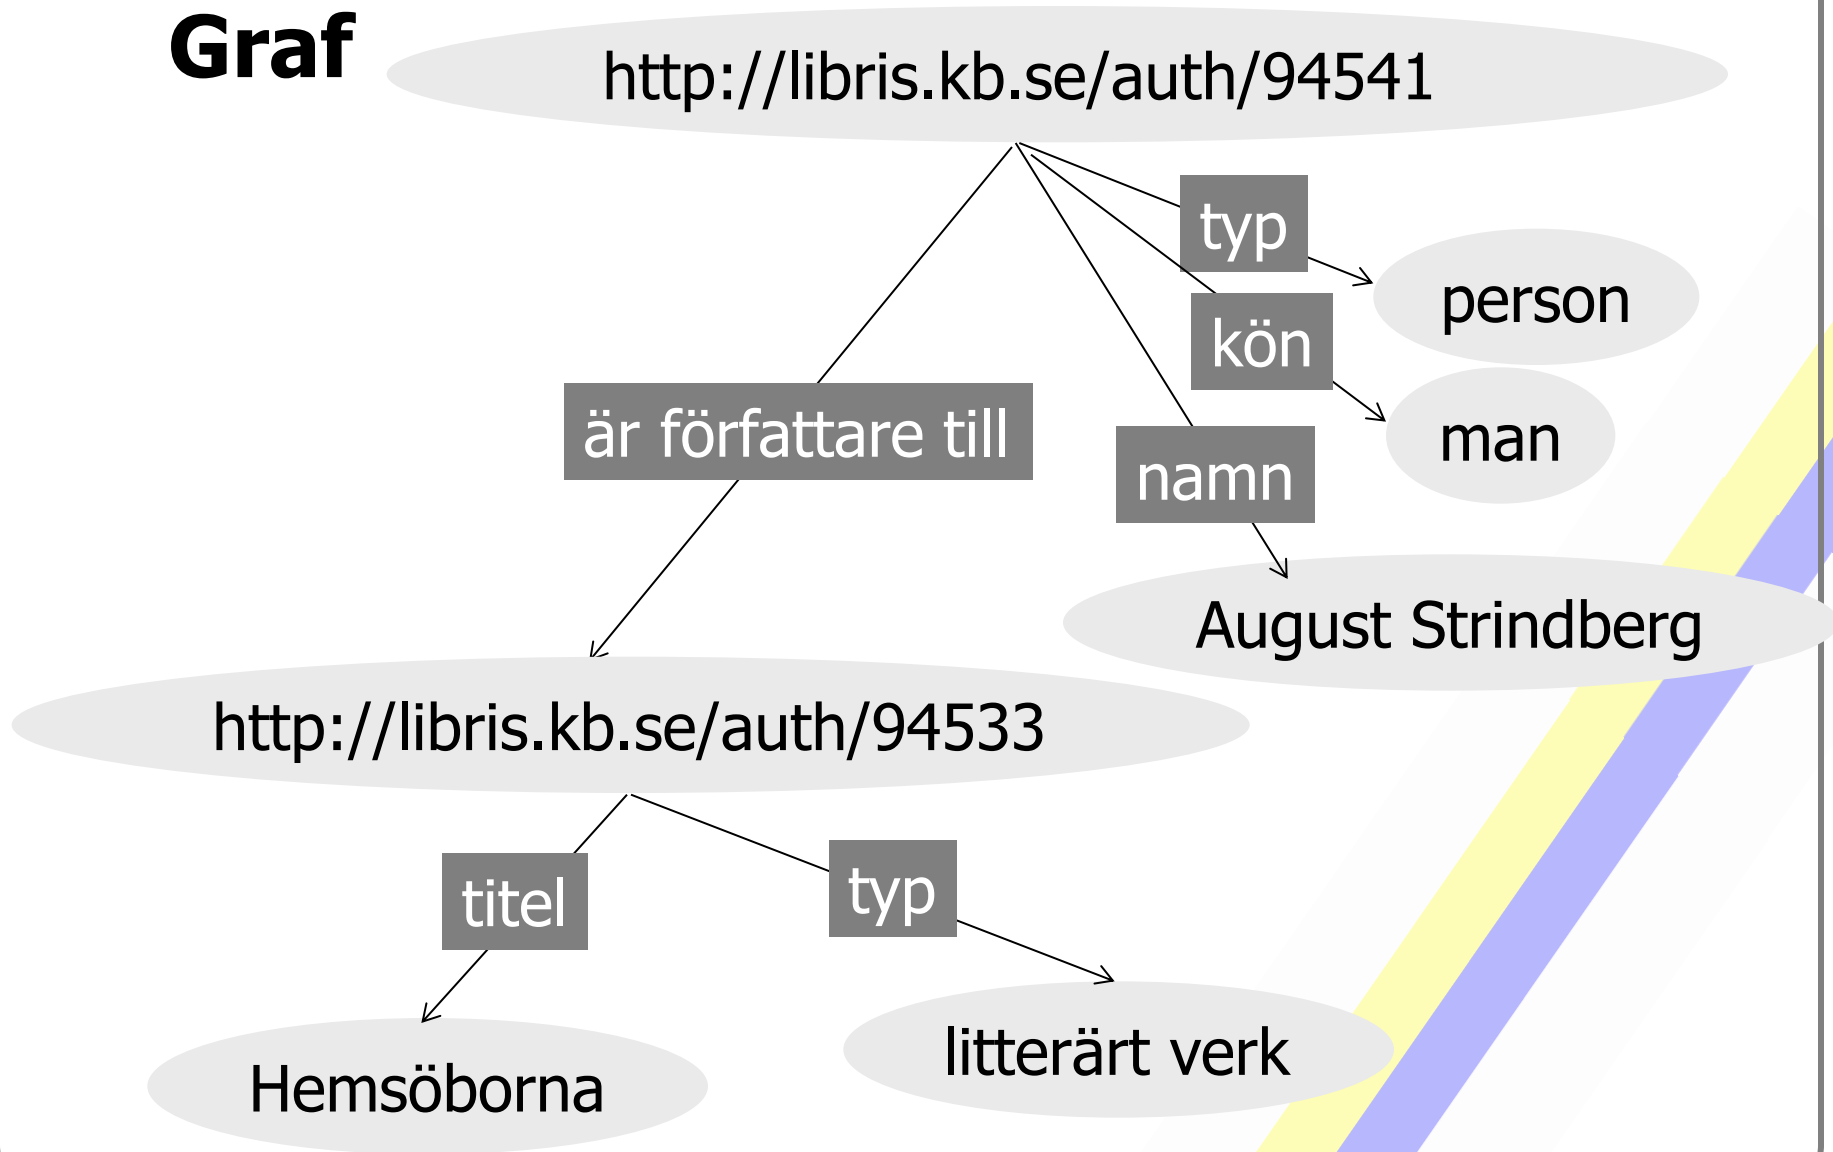 Graf
http://libris.kb.se/auth/94541
typ
person
kön
man
är författare till
namn
August Strindberg
http://libris.kb.se/auth/94533
titel
typ
Hemsöborna
litterärt verk